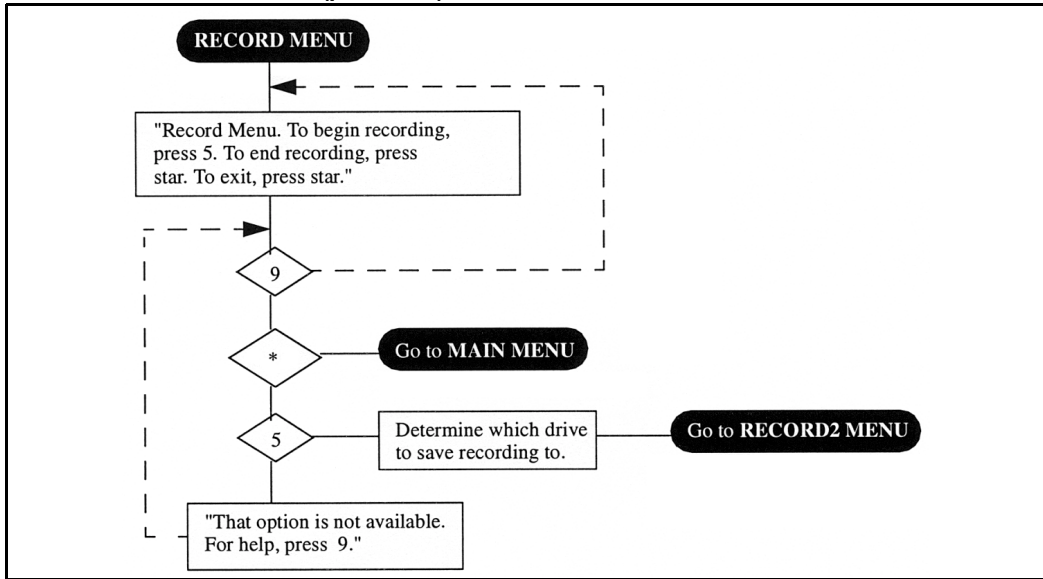 RECORD MENU
"Record Menu. To begin recording,
press 5. To end recording, press
star. To exit, press star."
9
*
Go to MAIN MENU
5
Determine which drive
to save recording to.
Go to RECORD2 MENU
"That option is not available.
For help, press 9."